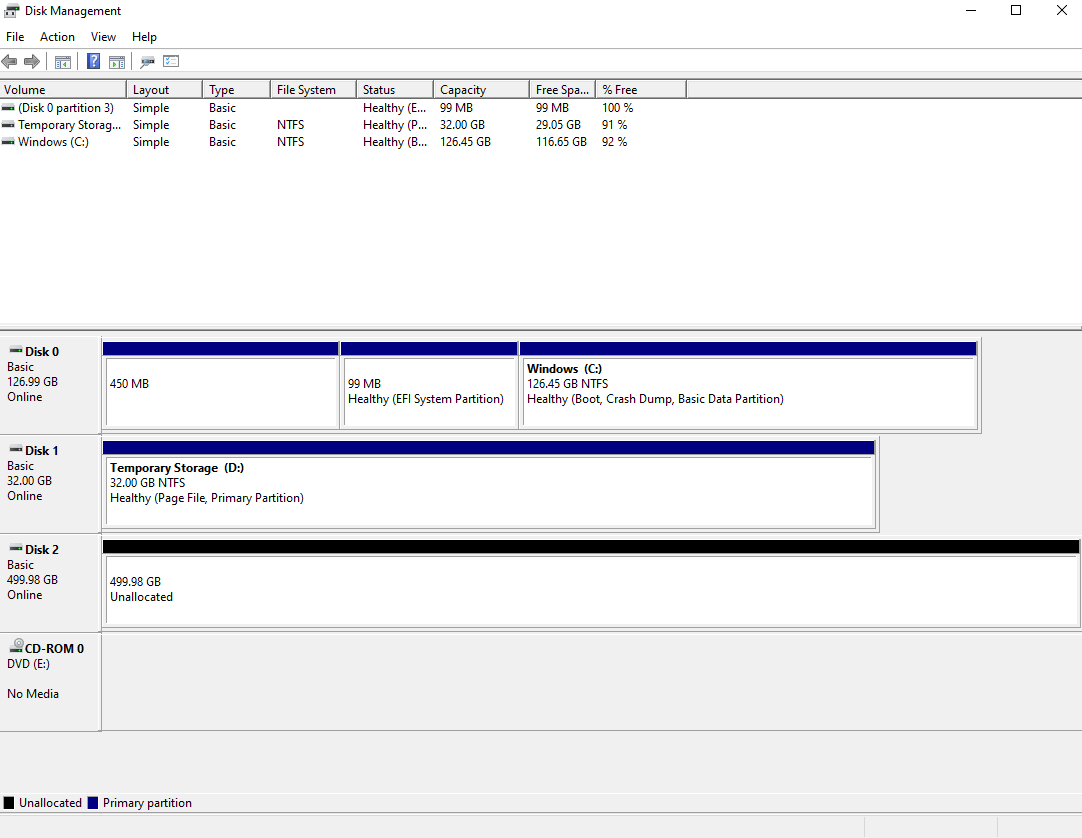 Disk Management
File Action View Help
Volume Layout Type File System Status Capacity Free Spa... % Free
(Disk 0 partition 3) Simple Basic Healthy (E... 99 MB 99 MB 100 %
Temporary Storag... Simple Basic NTFS Healthy (P... 32.00 GB 29.05 GB 91 %
Windows (C:) Simple Basic NTFS Healthy (B... 126.45 GB 116.65 GB 92 %
Disk 0
Basic
126.99 GB
Online
450 MB
99 MB
Healthy (EFI System Partition)
Windows (C:)
126.45 GB NTFS
Healthy (Boot, Crash Dump, Basic Data Partition)
Disk 1
Basic
32.00 GB
Online
Temporary Storage (D:)
32.00 GB NTFS
Healthy (Page File, Primary Partition)
Disk 2
Basic
499.98 GB
Online
499.98 GB
Unallocated
CD-ROM 0
DVD (E:)
No Media
Unallocated Primary partition